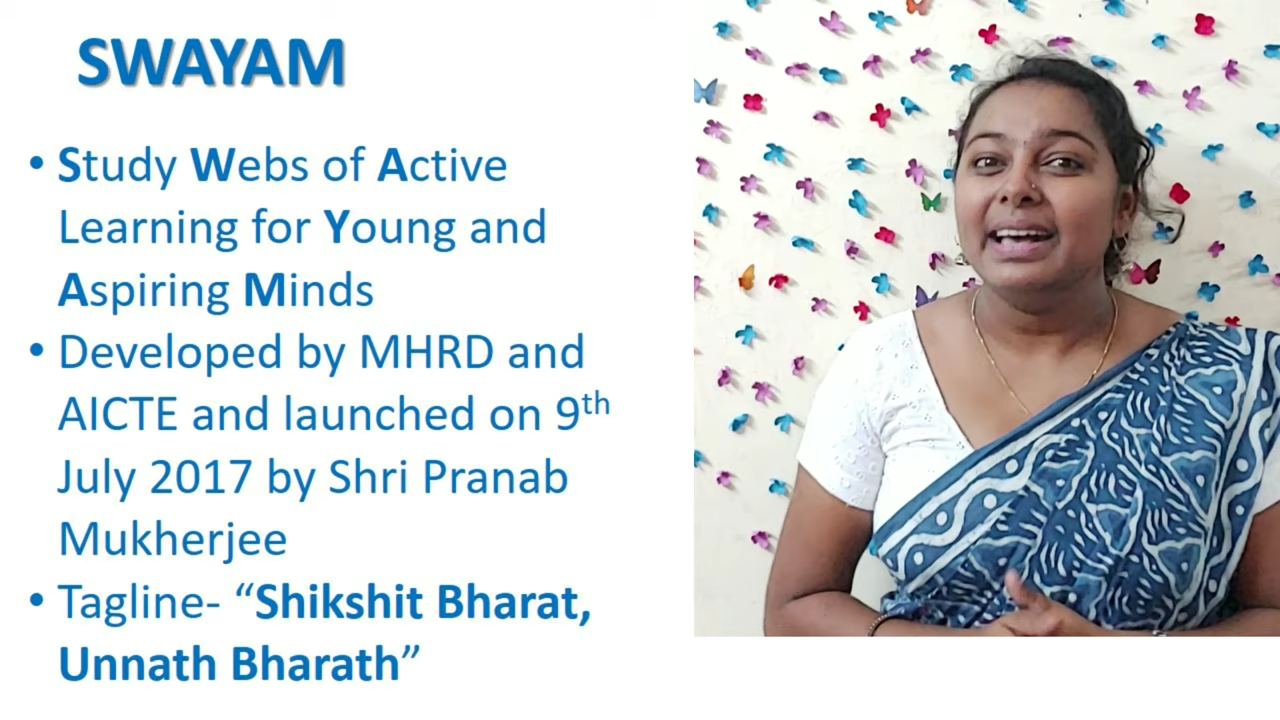 SWAYAM
• Study Webs of Active
Learning for Young and
Aspiring Minds
• Developed by MHRD and
AICTE and launched on 9th
July 2017 by Shri Pranab
Mukherjee
• Tagline- “Shikshit Bharat,
Unnath Bharath”